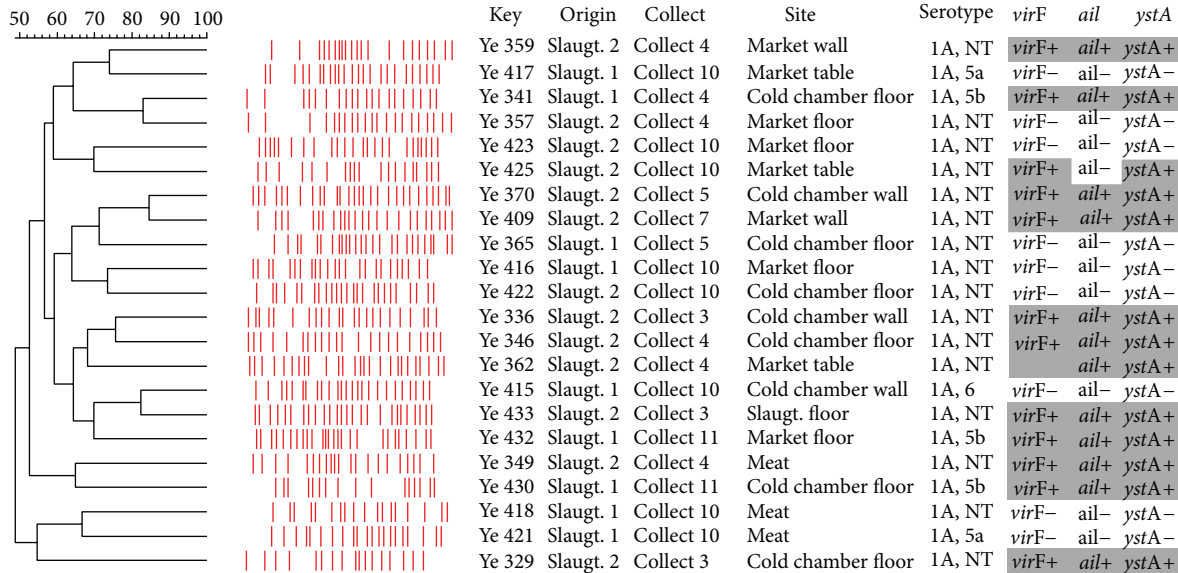 50 60 70 80 90 100 Key Origin Collect Site Serotype virF ail ystA
Ye 359 Slaugt. 2 Collect 4 Market wall 1A, NT virF+ ail+ ystA+
Ye 417 Slaugt. 1 Collect 10 Market table 1A, 5a virF− ail− ystA−
Ye 341 Slaugt. 1 Collect 4 Cold chamber floor 1A, 5b virF+ ail+ ystA+
Ye 357 Slaugt. 2 Collect 4 Market floor 1A, NT virF− ail− ystA−
Ye 423 Slaugt. 2 Collect 10 Market floor 1A, NT virF− ail− ystA−
Ye 425 Slaugt. 2 Collect 10 Market table 1A, NT virF+ ail− ystA+
Ye 370 Slaugt. 2 Collect 5 Cold chamber wall 1A, NT virF+ ail+ ystA+
Ye 409 Slaugt. 2 Collect 7 Market wall 1A, NT virF+ ail+ ystA+
Ye 365 Slaugt. 1 Collect 5 Cold chamber floor 1A, NT virF− ail− ystA−
Ye 416 Slaugt. 1 Collect 10 Market floor 1A, NT virF− ail− ystA−
Ye 422 Slaugt. 2 Collect 10 Cold chamber floor 1A, NT virF− ail− ystA−
Ye 336 Slaugt. 2 Collect 3 Cold chamber wall 1A, NT virF+ ail+ ystA+
Ye 346 Slaugt. 2 Collect 4 Cold chamber floor 1A, NT virF+ ail+ ystA+
Ye 362 Slaugt. 2 Collect 4 Market table 1A, NT ail+ ystA+
Ye 415 Slaugt. 1 Collect 10 Cold chamber wall 1A, 6 virF− ail− ystA−
Ye 433 Slaugt. 2 Collect 3 Slaugt. floor 1A, NT virF+ ail+ ystA+
Ye 432 Slaugt. 1 Collect 11 Market floor 1A, 5b virF+ ail+ ystA+
Ye 349 Slaugt. 2 Collect 4 Meat 1A, NT virF+ ail+ ystA+
Ye 430 Slaugt. 1 Collect 11 Cold chamber floor 1A, 5b virF+ ail+ ystA+
Ye 418 Slaugt. 1 Collect 10 Meat 1A, NT virF− ail− ystA−
Ye 421 Slaugt. 1 Collect 10 Meat 1A, 5a virF− ail− ystA−
Ye 329 Slaugt. 2 Collect 3 Cold chamber floor 1A, NT virF+ ail+ ystA+